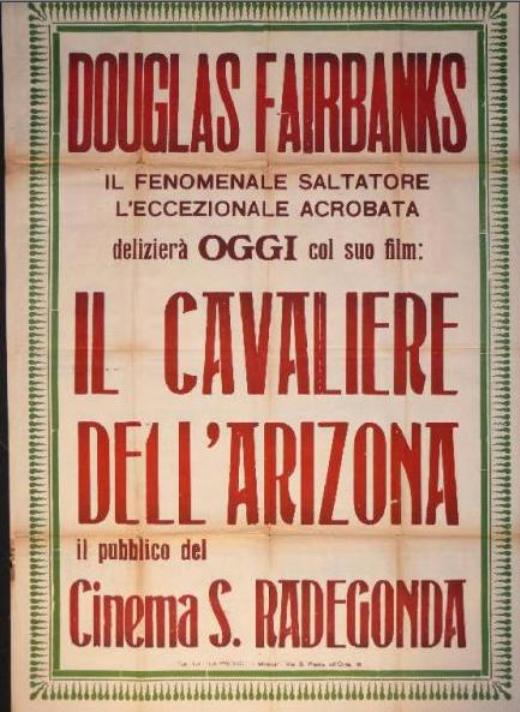 DOUGLAS FAIRBANKS
IL FENOMENALE SALTATORE
L'ECCEZIONALE ACROBATA
delizierà OGGI col suo film:
IL CAVALIERE
DELL'ARIZONA
il pubblico del
Cinema S. RADEGONDA